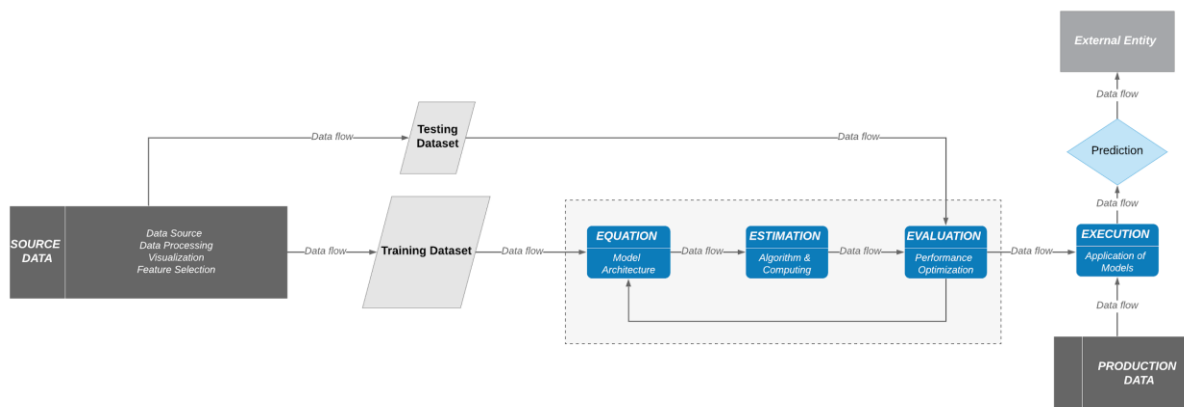 External Entity
Data flow
Testing
Dataset
Data flow
Data flow
Prediction
Data flow
SOURCE
DATA
Data Source
Data Processing
Visualization
Feature Selection
Data flow
Training Dataset
Data flow
EQUATION
Model
Architecture
Data flow
ESTIMATION
Algorithm &
Computing
Data flow
EVALUATION
Performance
Optimization
Data flow
EXECUTION
Application of
Models
Data flow
PRODUCTION
DATA